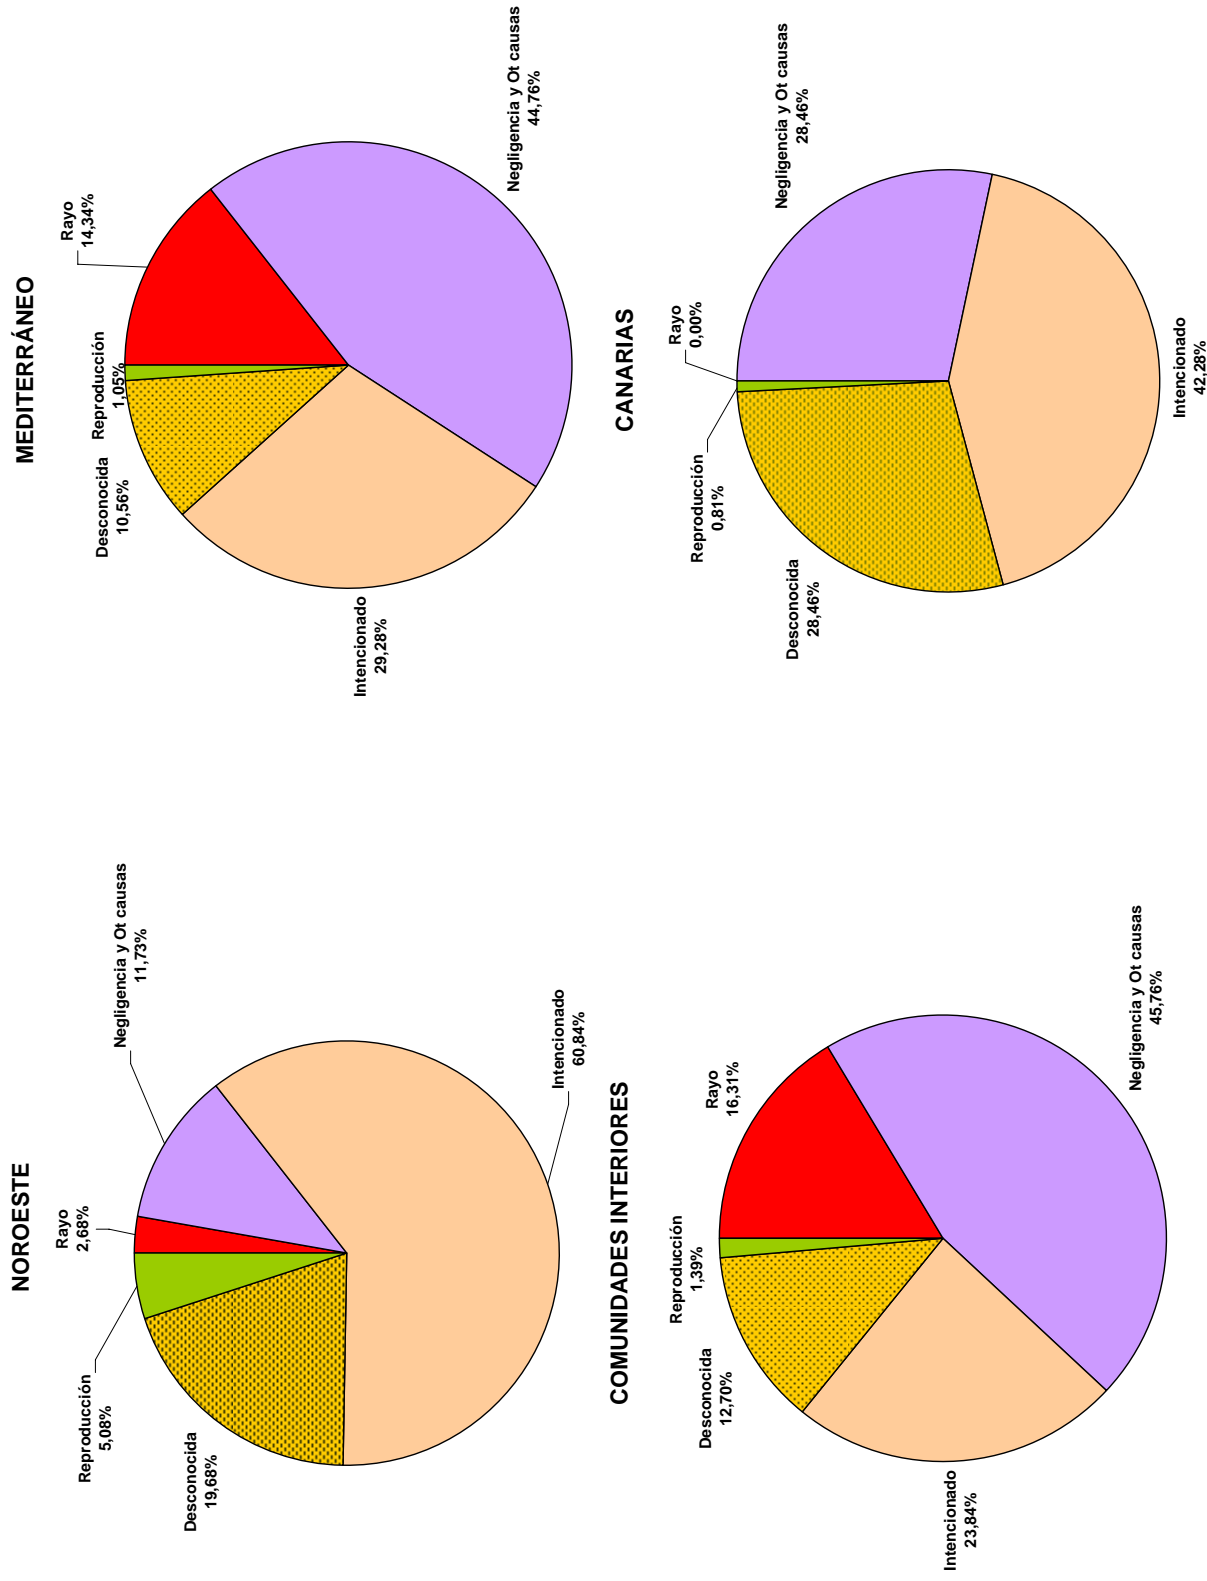 NOROESTE
Rayo
2,68%
Negligencia y Ot causas
11,73%
Intencionado
60,84%
Desconocida
19,68%
Reproducción
5,08%
MEDITERRÁNEO
Rayo
14,34%
Negligencia y Ot causas
44,76%
Intencionado
29,28%
Desconocida
10,56%
Reproducción
1,05%
COMUNIDADES INTERIORES
Rayo
16,31%
Negligencia y Ot causas
45,76%
Intencionado
23,84%
Desconocida
12,70%
Reproducción
1,39%
CANARIAS
Rayo
0,00%
Negligencia y Ot causas
28,46%
Intencionado
42,28%
Desconocida
28,46%
Reproducción
0,81%